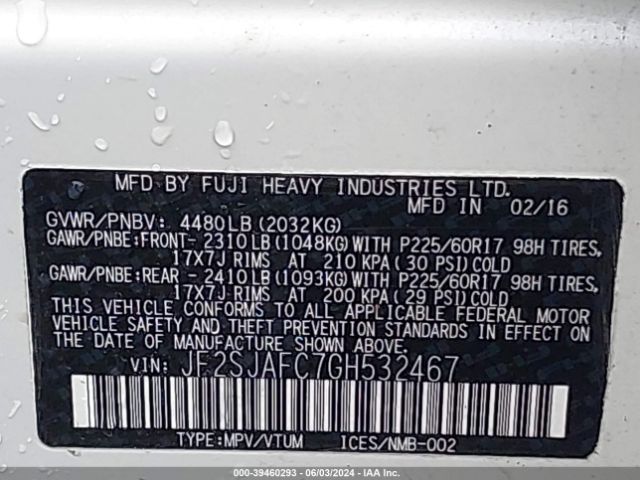 MFD BY FUJI HEAVY INDUSTRIES LTD.
MFD IN 02/16
GVWR/PNBV: 4480LB (2032KG)
GAWR/PNBE:FRONT- 2310LB (1048KG) WITH P225/60R17 98H TIRES,
17X7J RIMS AT 210 KPA (30 PSI) COLD
GAWR/PNBE:REAR - 2410LB (1093KG) WITH P225/60R17 98H TIRES,
17X7J RIMS AT 200 KPA (29 PSI) COLD
THIS VEHICLE CONFORMS TO ALL APPLICABLE FEDERAL MOTOR
VEHICLE SAFETY AND THEFT PREVENTION STANDARDS IN EFFECT ON
THE DATE OF MANUFACTURE SHOWN ABOVE.
VIN: JF2SJAFC7GH532467
TYPE:MPV/VTUM ICES/NMB-002
000-39460293 - 06/03/2024 - IAA Inc.